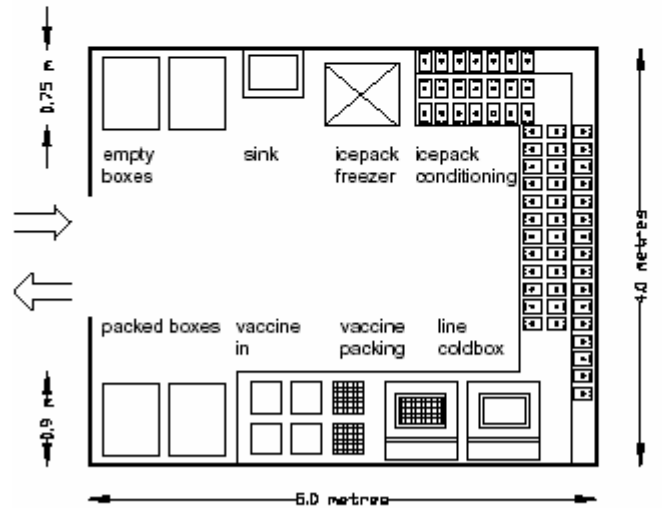 0.75 m
empty
boxes
sink
icepack
freezer
icepack
conditioning
4.0 metres
packed boxes
vaccine
in
vaccine
packing
line
coldbox
0.9 m
5.0 metres